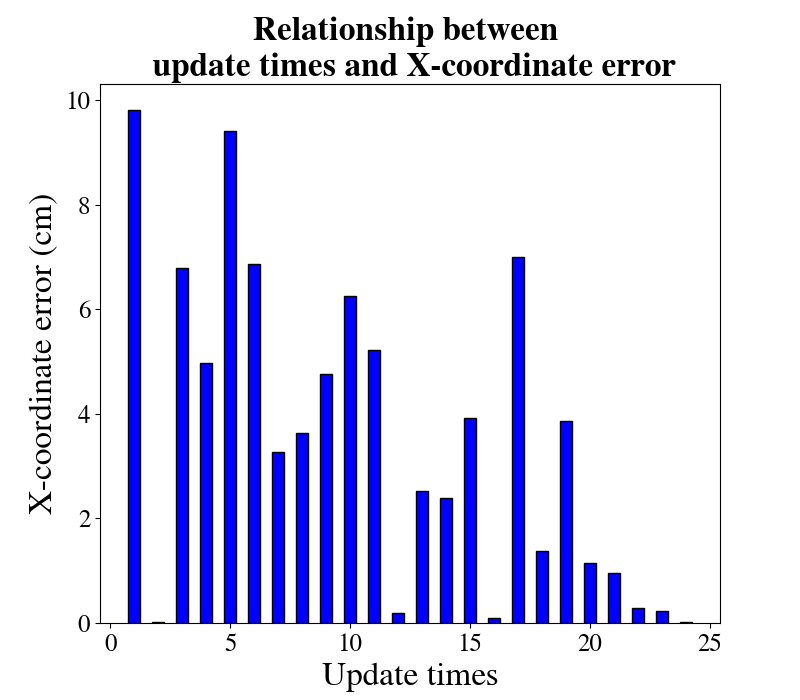 Relationship between
update times and X-coordinate error
X-coordinate error (cm)
10
8
6
4
2
0
0 5 10 15 20 25
Update times